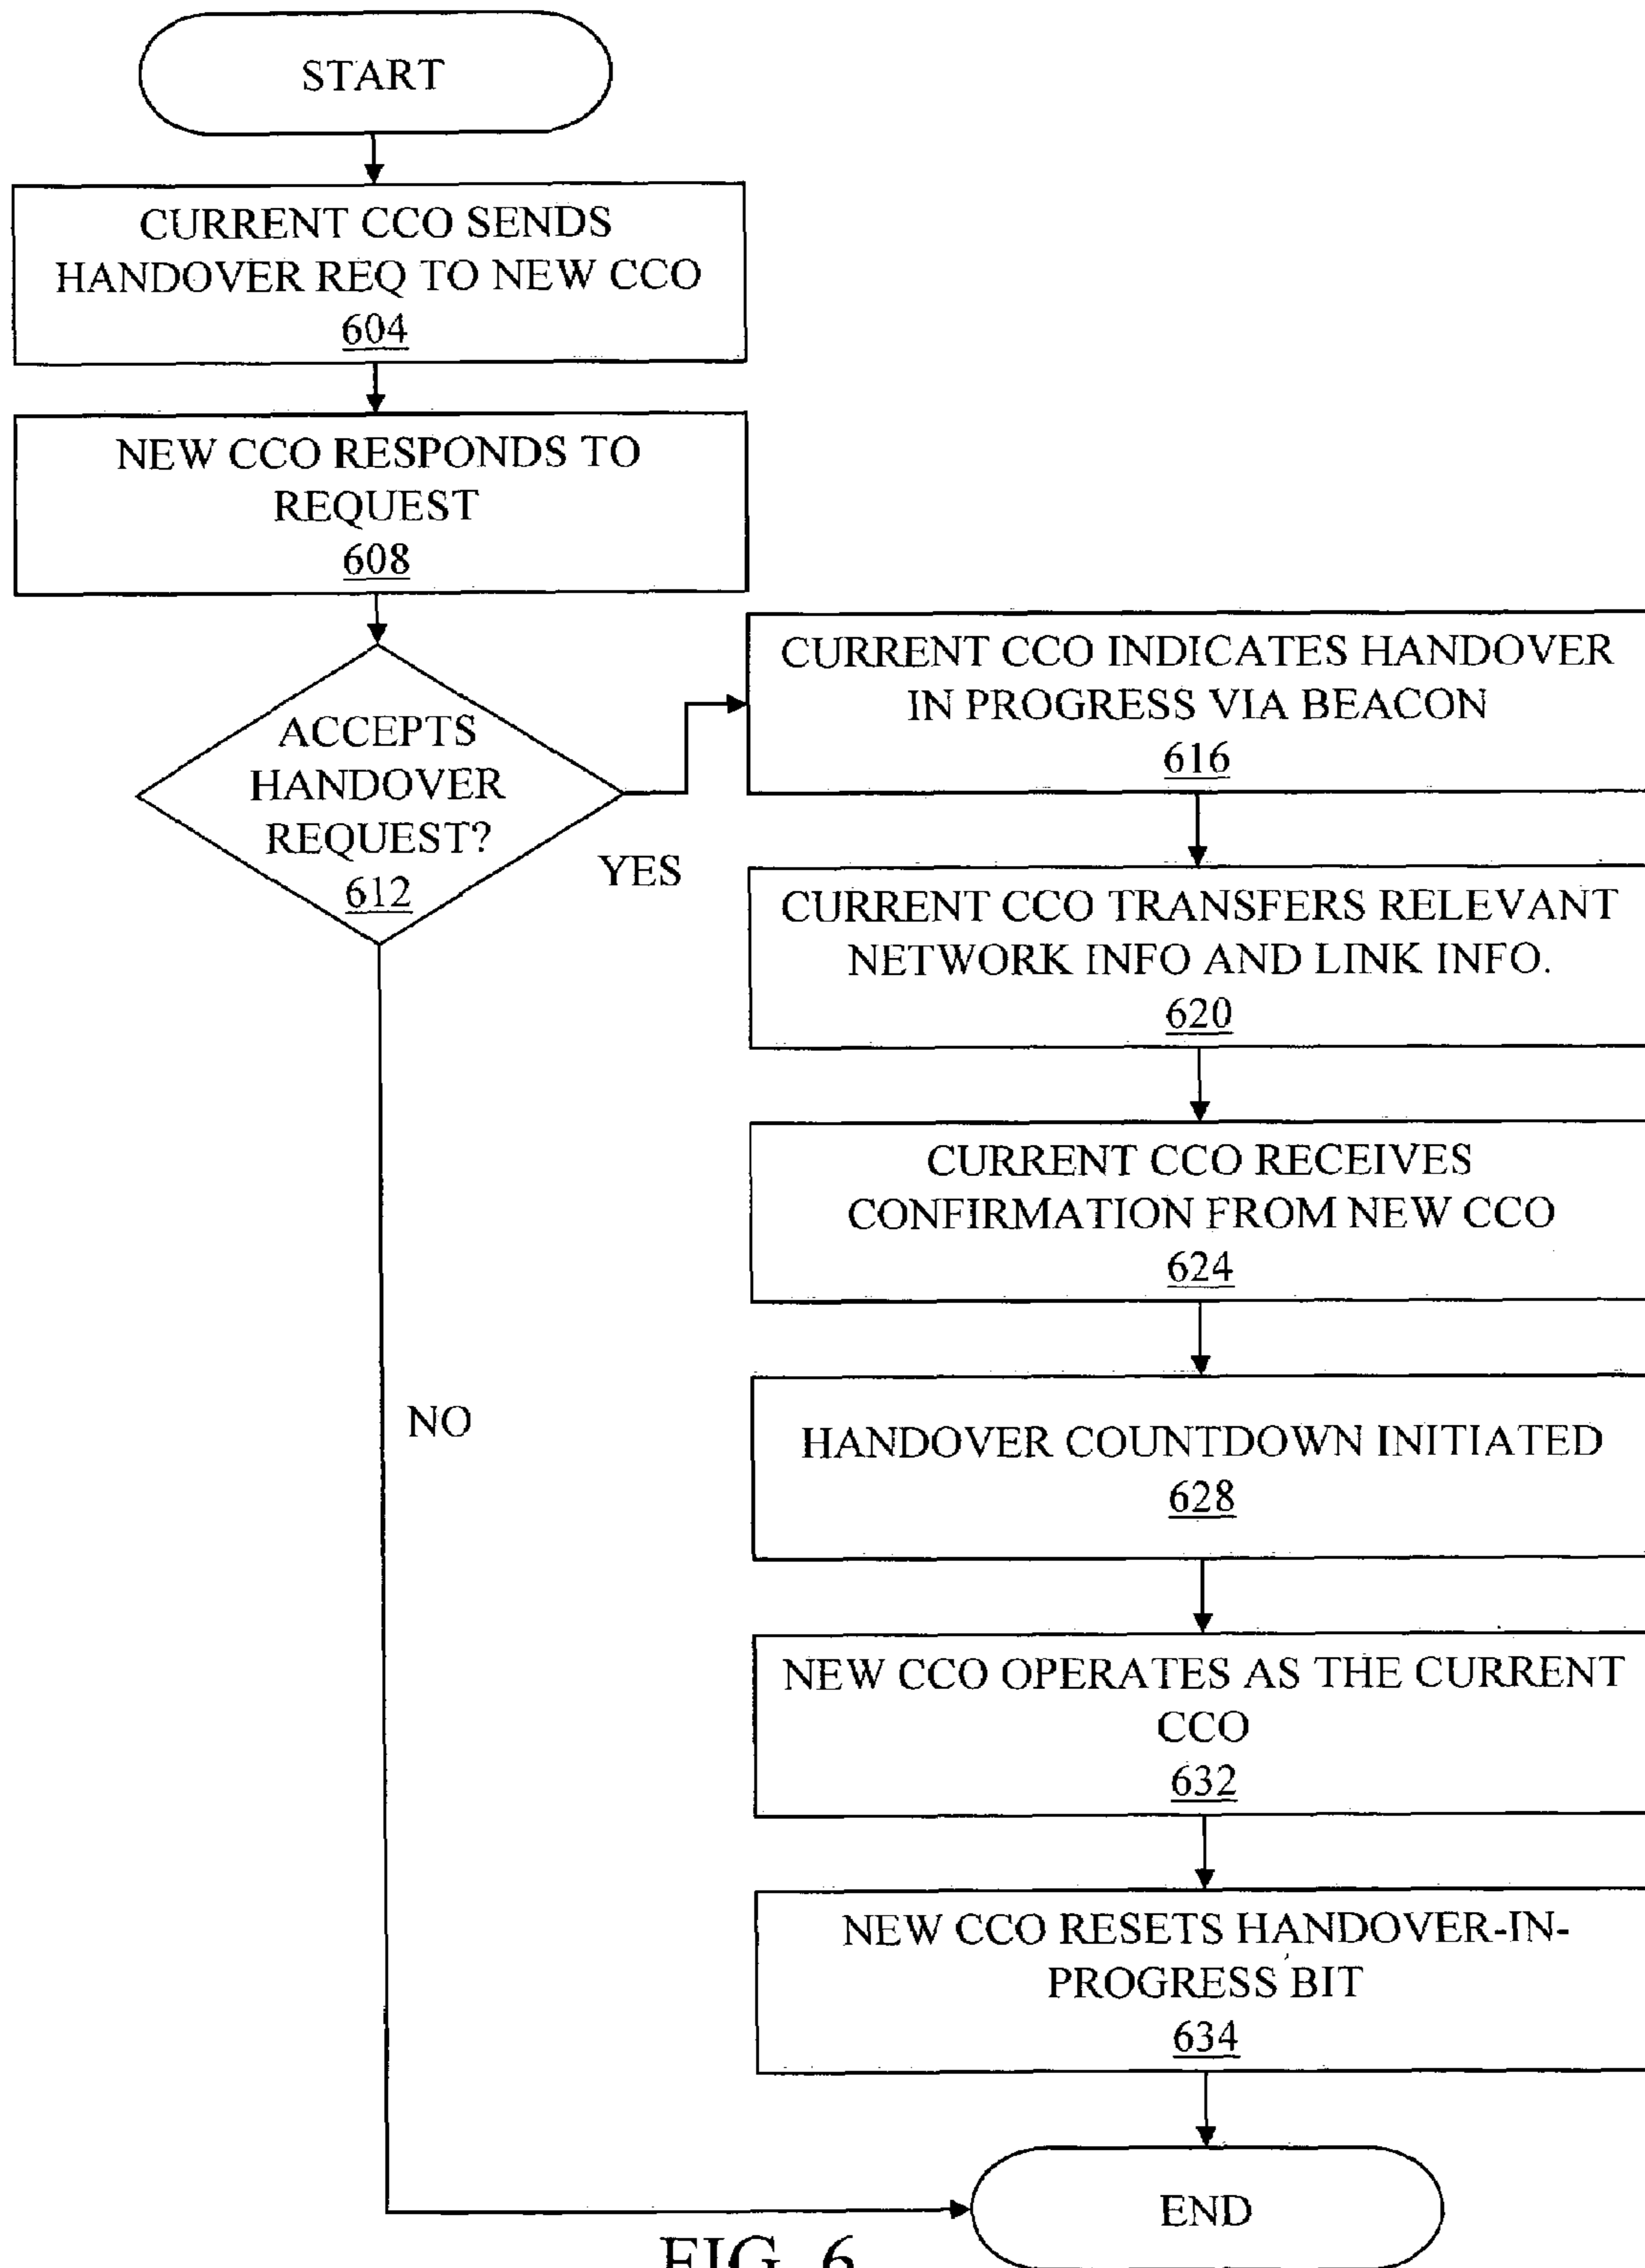 START
CURRENT CCO SENDS
HANDOVER REQ TO NEW CCO
604
NEW CCO RESPONDS TO
REQUEST
608
ACCEPTS
HANDOVER
REQUEST?
612
YES
NO
CURRENT CCO INDICATES HANDOVER
IN PROGRESS VIA BEACON
616
CURRENT CCO TRANSFERS RELEVANT
NETWORK INFO AND LINK INFO.
620
CURRENT CCO RECEIVES
CONFIRMATION FROM NEW CCO
624
HANDOVER COUNTDOWN INITIATED
628
NEW CCO OPERATES AS THE CURRENT
CCO
632
NEW CCO RESETS HANDOVER-IN-
PROGRESS BIT
634
END
FIG. 6